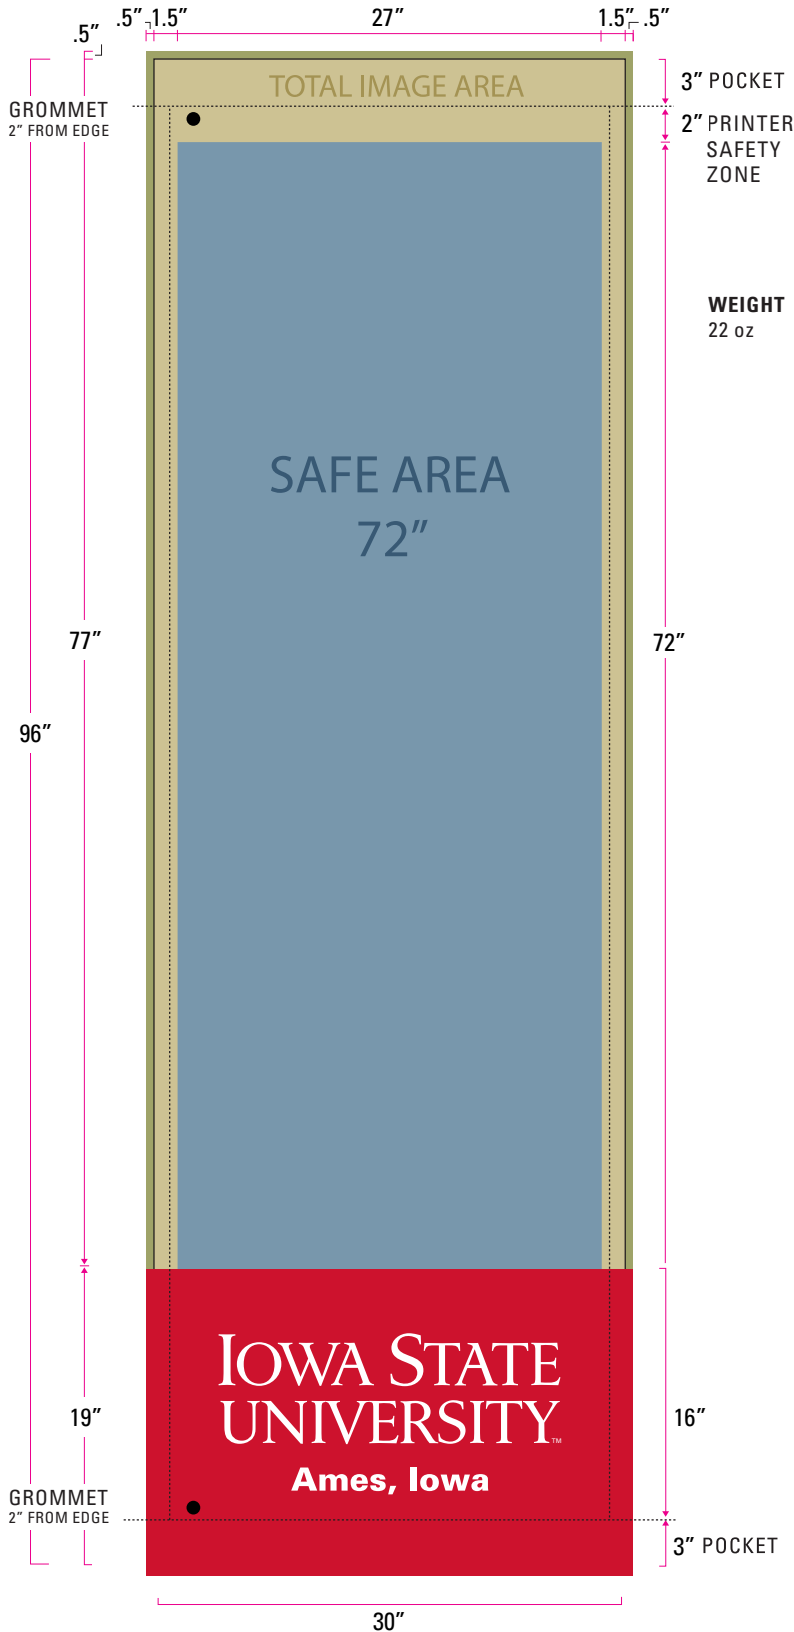 .5” 1.5” 27” 1.5” .5”
.5”
TOTAL IMAGE AREA
3” POCKET
GROMMET
2” FROM EDGE
2” PRINTER
SAFETY
ZONE
WEIGHT
22 oz
SAFE AREA
72”
77”
72”
96”
IOWA STATE
UNIVERSITY™
19”
16”
Ames, Iowa
GROMMET
2” FROM EDGE
3” POCKET
30”